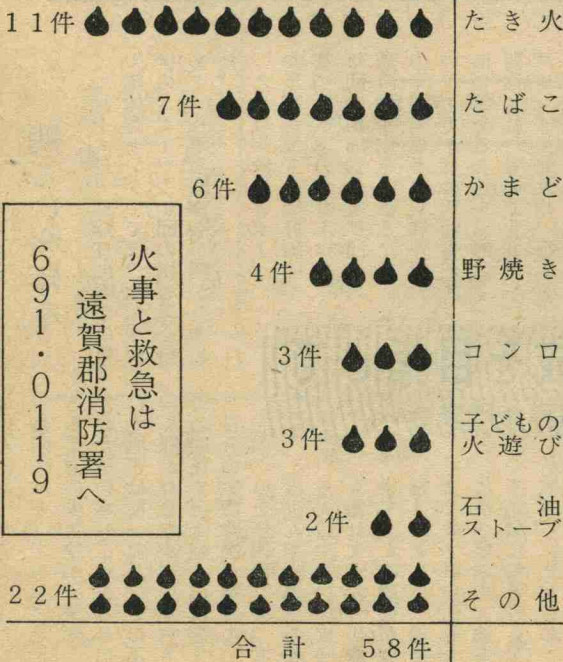 たき火 11件
たばこ 7件
かまど 6件
野焼き 4件
コンロ 3件
子どもの
火遊び 3件
石油
ストーブ 2件
その他 22件
合計 58件
火事と救急は
遠賀郡消防署へ
691・0119